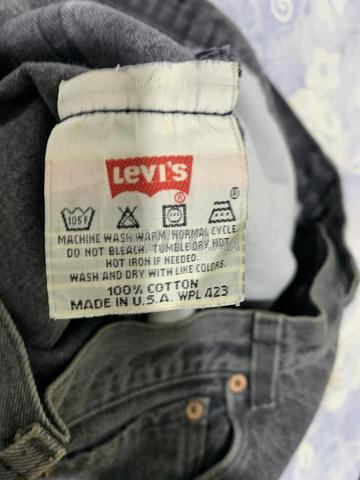 Levi's
®
105F
®
MACHINE WASH WARM, NORMAL CYCLE.
DO NOT BLEACH. TUMBLE DRY HOT.
HOT IRON IF NEEDED.
WASH AND DRY WITH LIKE COLORS.
100% COTTON
MADE IN U.S.A. WPL 423